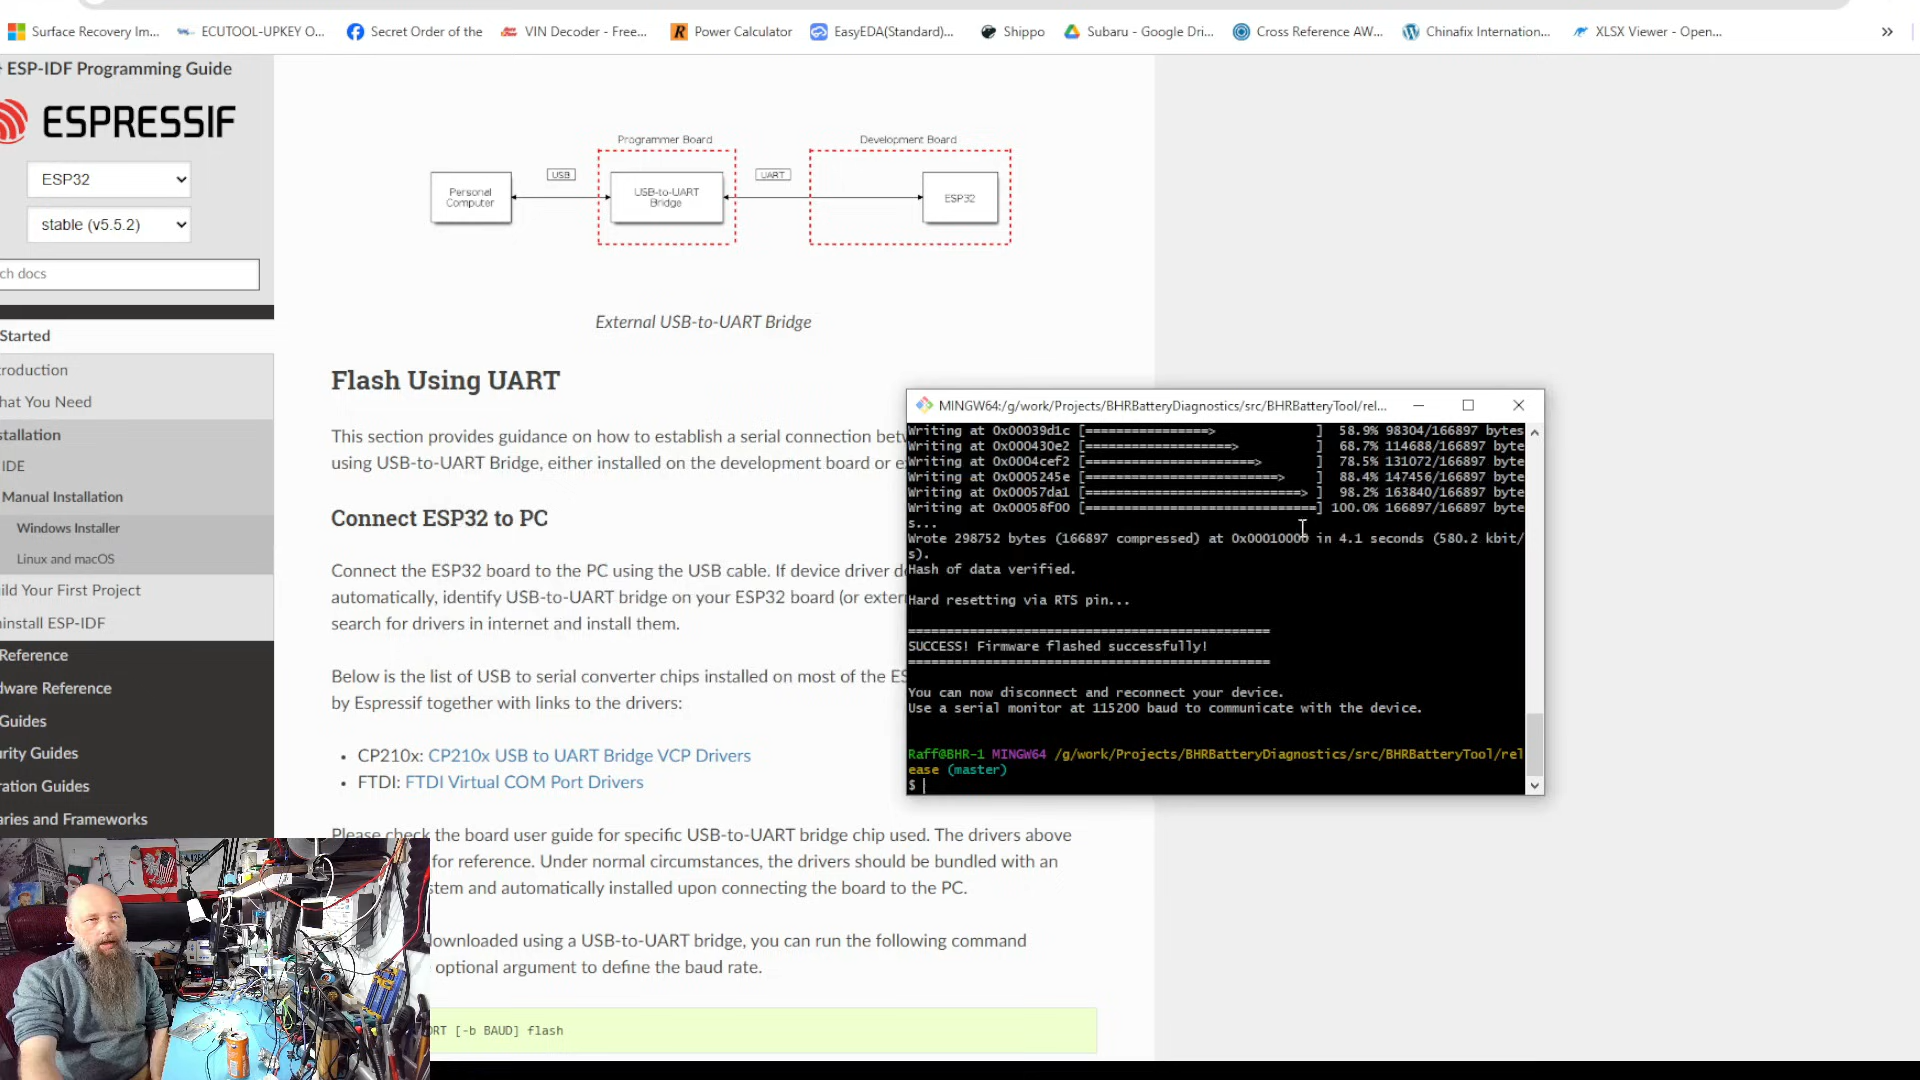 Surface Recovery Im...
ECUTOOL-UPKEY O...
Secret Order of the
VIN Decoder - Free...
Power Calculator
EasyEDA(Standard)...
Shippo
Subaru - Google Dri...
Cross Reference AW...
Chinafix Internation...
XLSX Viewer - Open...
»
ESP-IDF Programming Guide
ESPRESSIF
ESP32
stable (v5.5.2)
ch docs
Started
roduction
hat You Need
stallation
IDE
Manual Installation
Windows Installer
Linux and macOS
ild Your First Project
ninstall ESP-IDF
Reference
dware Reference
Guides
urity Guides
ration Guides
aries and Frameworks
Programmer Board
Development Board
USB
UART
Personal
Computer
USB-to-UART
Bridge
ESP32
External USB-to-UART Bridge
Flash Using UART
This section provides guidance on how to establish a serial connection betw
using USB-to-UART Bridge, either installed on the development board or e
Connect ESP32 to PC
Connect the ESP32 board to the PC using the USB cable. If device driver do
automatically, identify USB-to-UART bridge on your ESP32 board (or extern
search for drivers in internet and install them.
Below is the list of USB to serial converter chips installed on most of the ES
by Espressif together with links to the drivers:
• CP210x: CP210x USB to UART Bridge VCP Drivers
• FTDI: FTDI Virtual COM Port Drivers
Please check the board user guide for specific USB-to-UART bridge chip used. The drivers above
for reference. Under normal circumstances, the drivers should be bundled with an
stem and automatically installed upon connecting the board to the PC.
ownloaded using a USB-to-UART bridge, you can run the following command
optional argument to define the baud rate.
ORT [-b BAUD] flash
MINGW64:/g/work/Projects/BHRBatteryDiagnostics/src/BHRBatteryTool/rel...
Writing at 0x00039d1c [================>             ]  58.9% 98304/166897 bytes
Writing at 0x000430e2 [===================>          ]  68.7% 114688/166897 byte
Writing at 0x0004cef2 [======================>       ]  78.5% 131072/166897 byte
Writing at 0x0005245e [=========================>    ]  88.4% 147456/166897 byte
Writing at 0x00057da1 [============================> ]  98.2% 163840/166897 byte
Writing at 0x00058f00 [==============================] 100.0% 166897/166897 byte
s...
Wrote 298752 bytes (166897 compressed) at 0x00010000 in 4.1 seconds (580.2 kbit/
s).
Hash of data verified.
Hard resetting via RTS pin...
===============================================
SUCCESS! Firmware flashed successfully!
===============================================
You can now disconnect and reconnect your device.
Use a serial monitor at 115200 baud to communicate with the device.
Raff@BHR-1 MINGW64 /g/work/Projects/BHRBatteryDiagnostics/src/BHRBatteryTool/rel
ease (master)
$